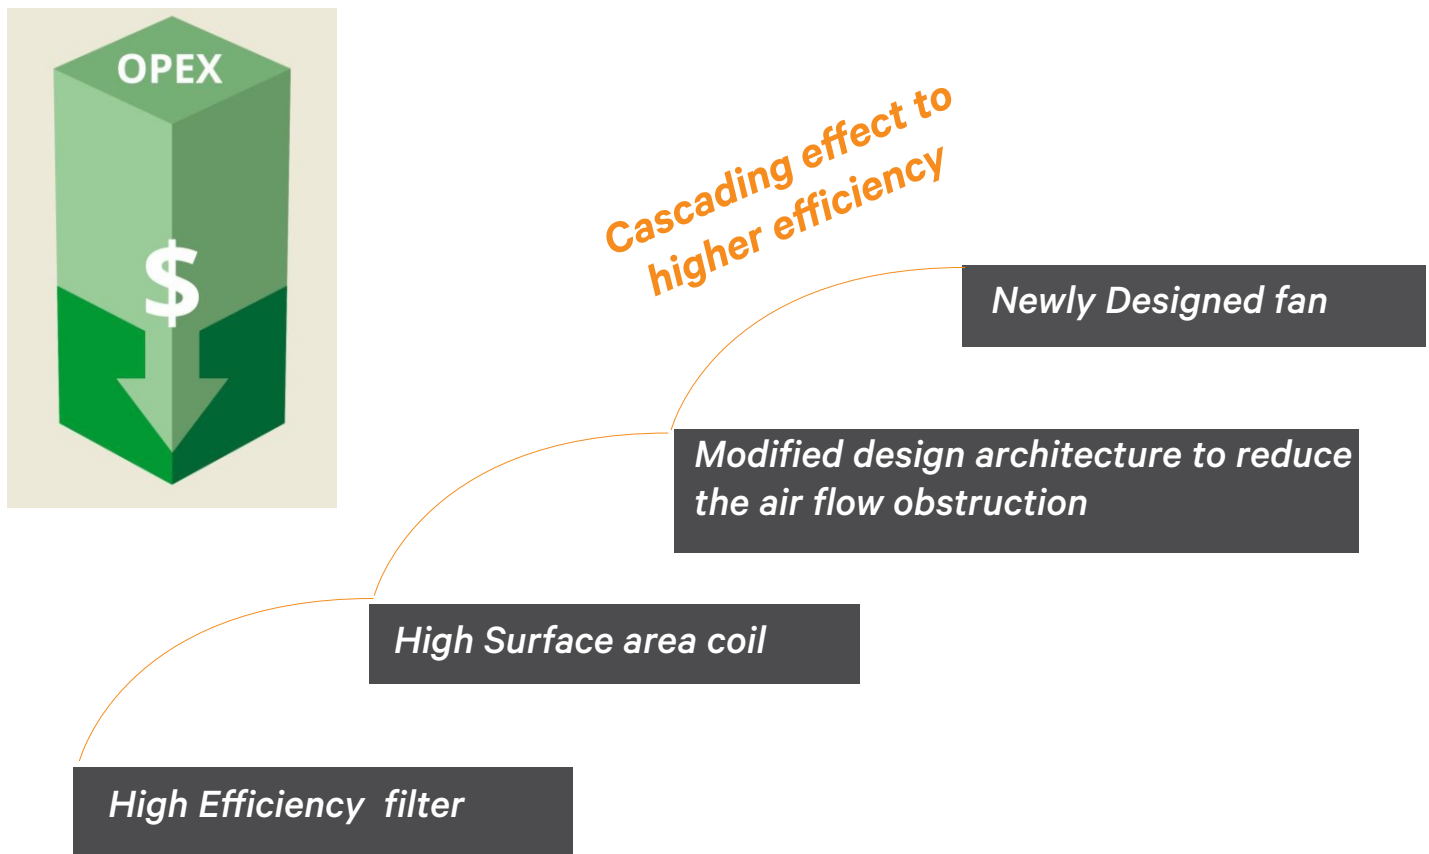 OPEX
$
Cascading effect to
higher efficiency
Newly Designed fan
Modified design architecture to reduce
the air flow obstruction
High Surface area coil
High Efficiency  filter